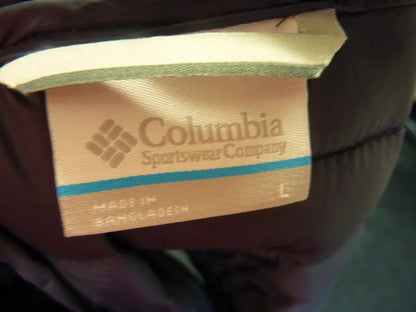 Columbia
Sportswear Company
MADE IN
BANGLADESH
L